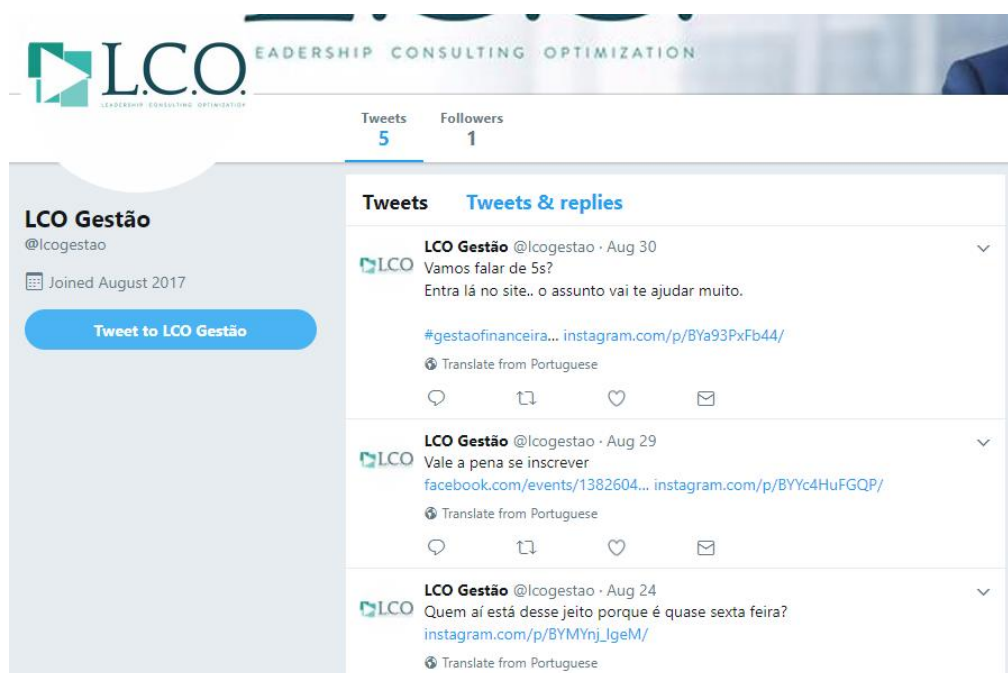 EADERSHIP CONSULTING OPTIMIZATION
L.C.O.
LEADERSHIP CONSULTING OPTIMIZATION
Tweets Followers
5 1
LCO Gestão
@lcogestao
Joined August 2017
Tweet to LCO Gestão
Tweets Tweets & replies
LCO Gestão @lcogestao · Aug 30
LCO
Vamos falar de 5s?
Entra lá no site.. o assunto vai te ajudar muito.
#gestaofinanceira... instagram.com/p/BYa93PxFb44/
Translate from Portuguese
LCO Gestão @lcogestao · Aug 29
LCO
Vale a pena se inscrever
facebook.com/events/1382604... instagram.com/p/BYYc4HuFGQP/
Translate from Portuguese
LCO Gestão @lcogestao · Aug 24
LCO
Quem aí está desse jeito porque é quase sexta feira?
instagram.com/p/BYMYnj_lgeM/
Translate from Portuguese